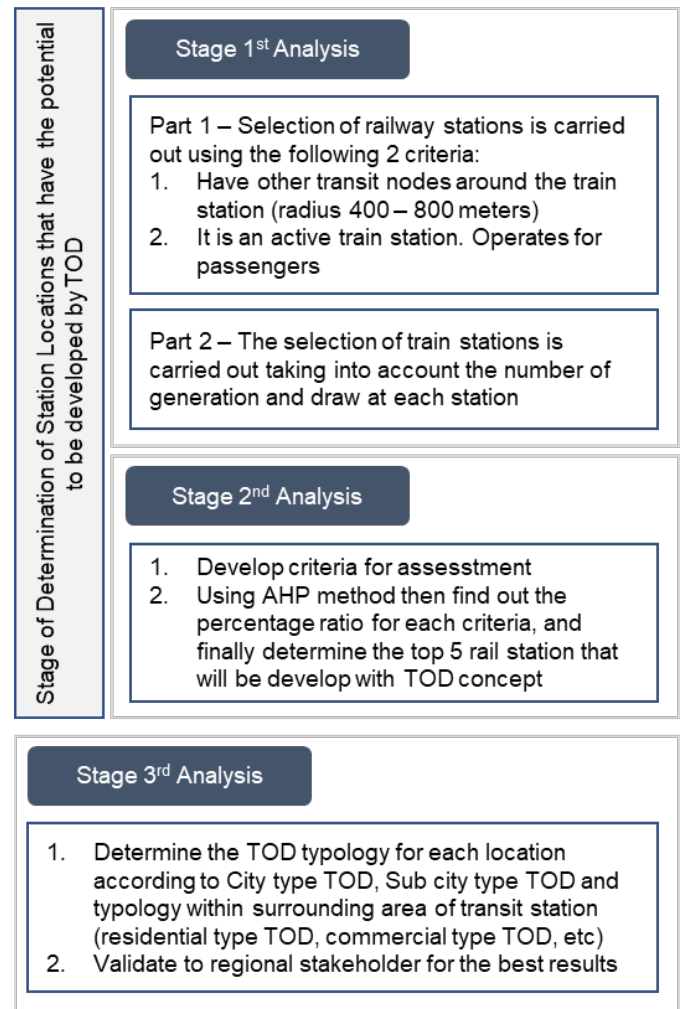 Stage of Determination of Station Locations that have the potential
to be developed by TOD
Stage 1st Analysis
Part 1 – Selection of railway stations is carried
out using the following 2 criteria:
1. Have other transit nodes around the train
station (radius 400 – 800 meters)
2. It is an active train station. Operates for
passengers
Part 2 – The selection of train stations is
carried out taking into account the number of
generation and draw at each station
Stage 2nd Analysis
1. Develop criteria for assesstment
2. Using AHP method then find out the
percentage ratio for each criteria, and
finally determine the top 5 rail station that
will be develop with TOD concept
Stage 3rd Analysis
1. Determine the TOD typology for each location
according to City type TOD, Sub city type TOD and
typology within surrounding area of transit station
(residential type TOD, commercial type TOD, etc)
2. Validate to regional stakeholder for the best results